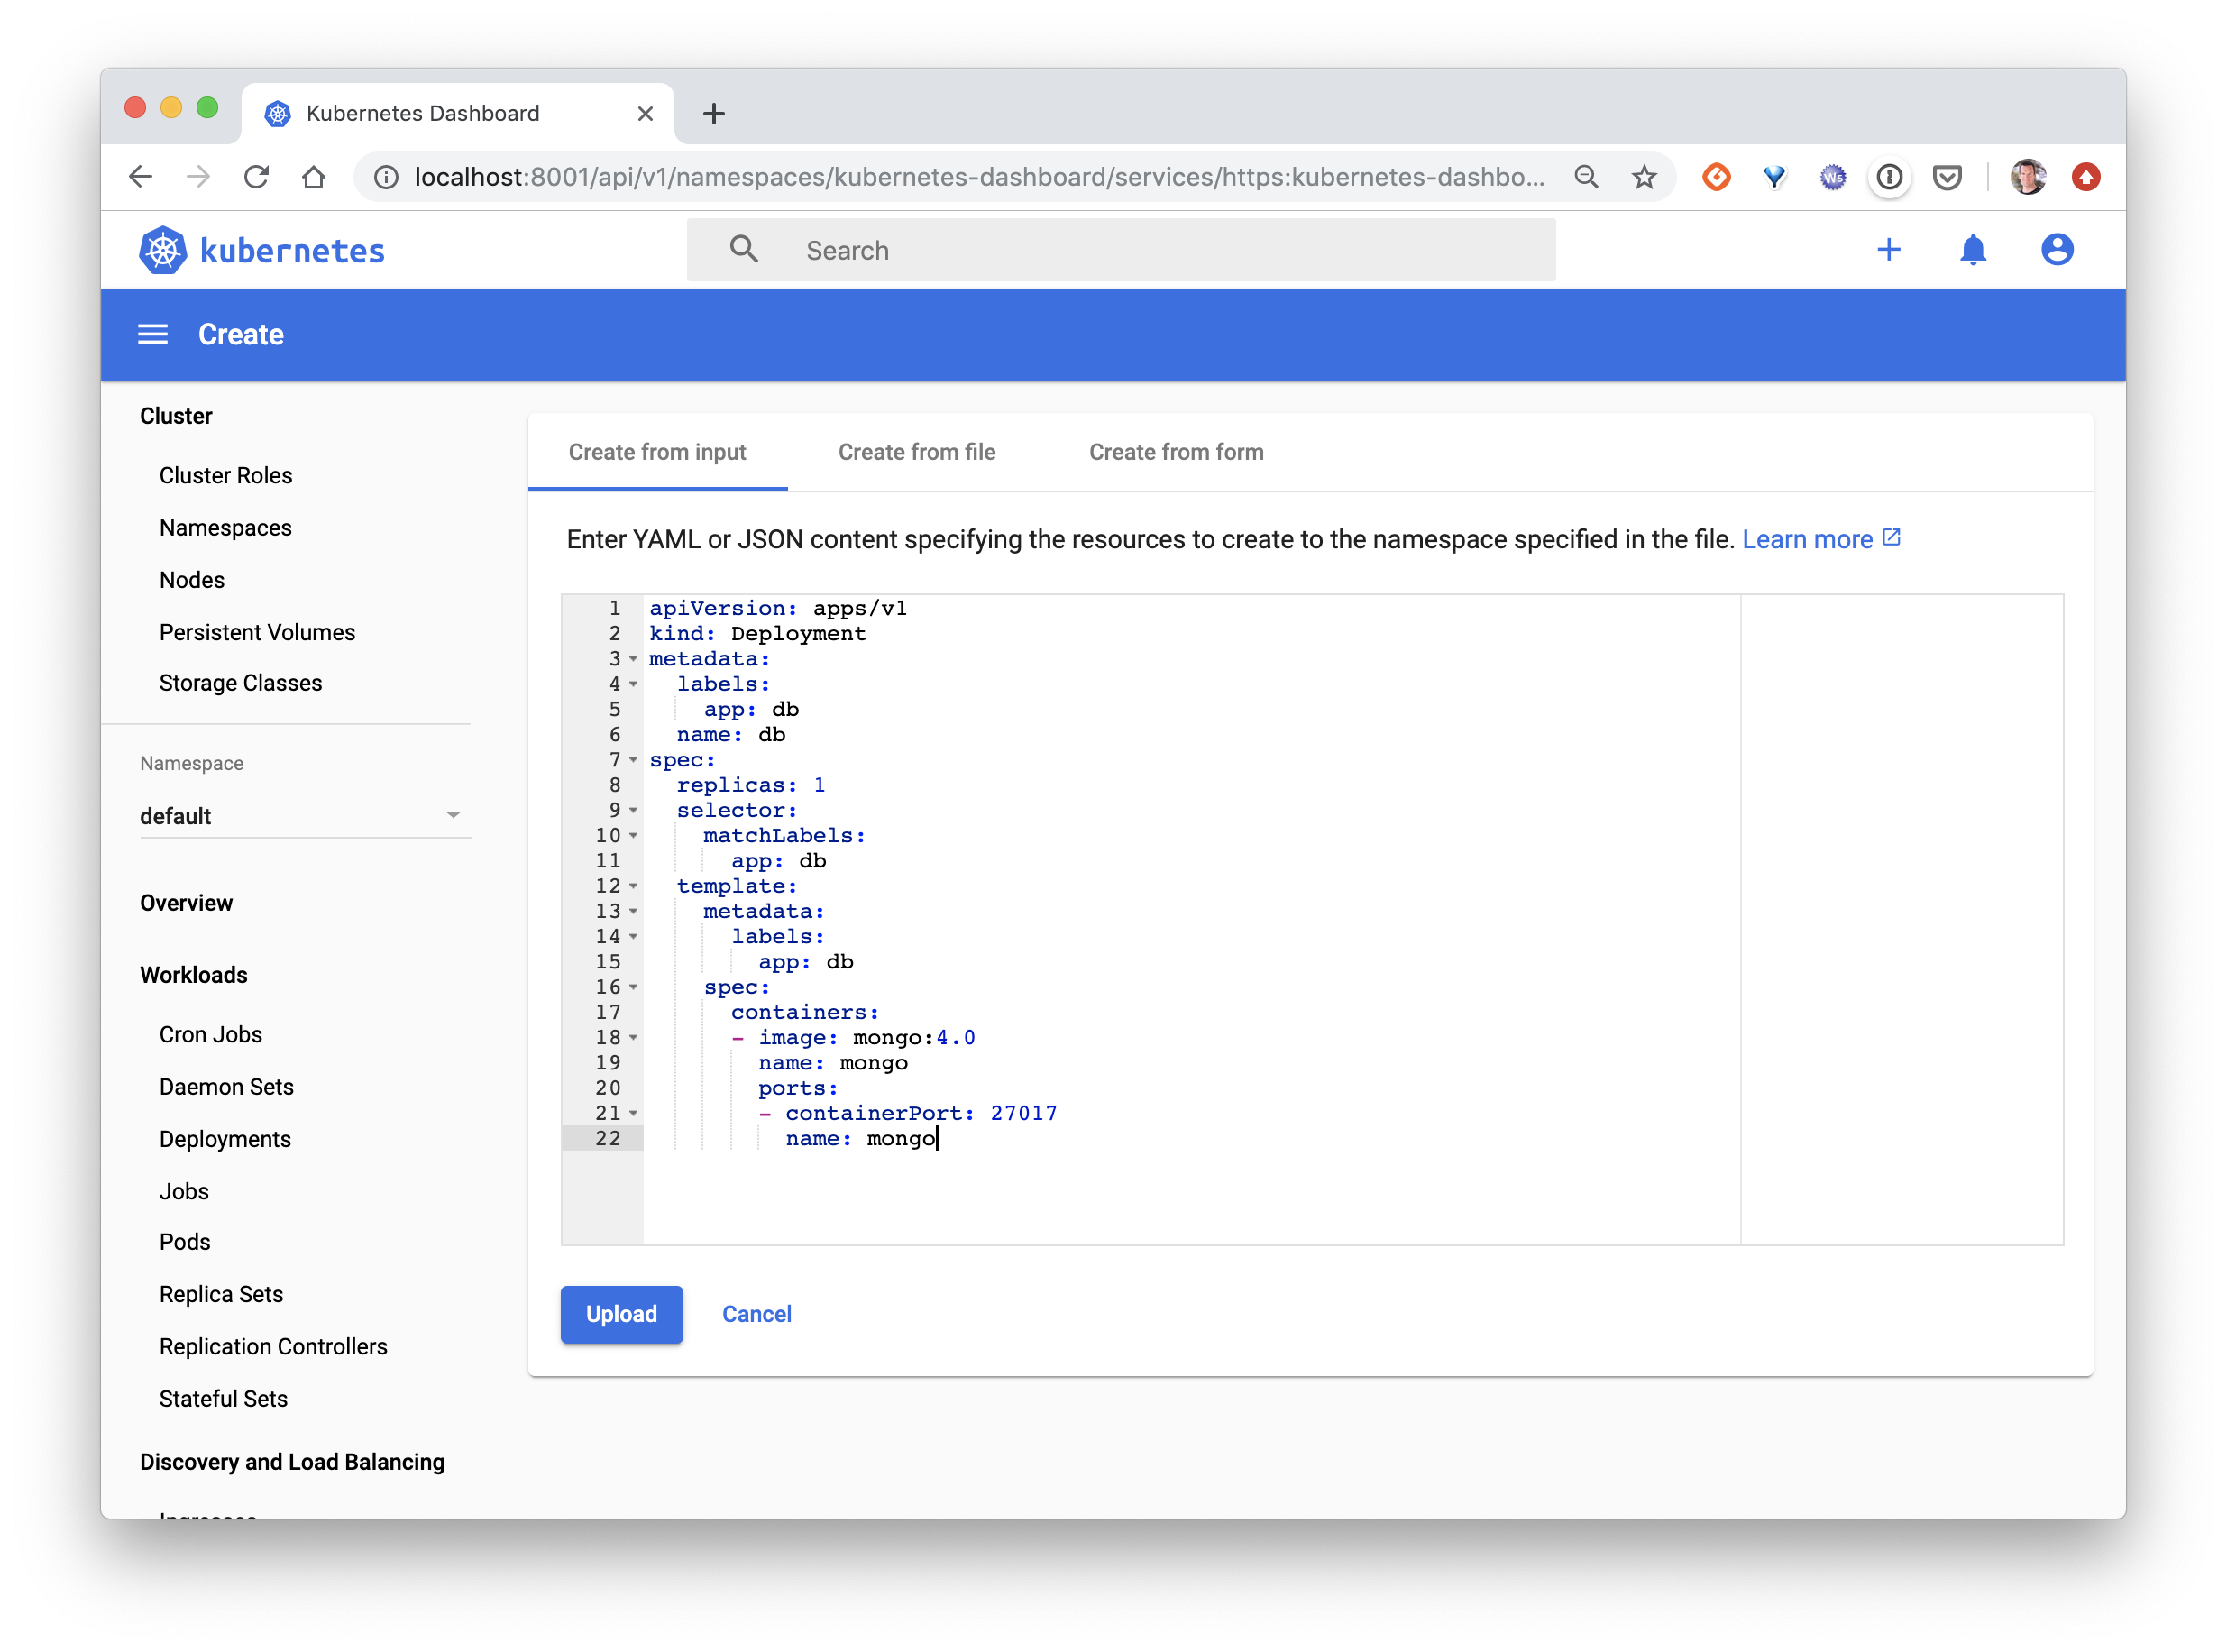 Kubernetes Dashboard
localhost:8001/api/v1/namespaces/kubernetes-dashboard/services/https:kubernetes-dashbo...
Ws
kubernetes
Search
Create
Cluster
Cluster Roles
Namespaces
Nodes
Persistent Volumes
Storage Classes
Namespace
default
Overview
Workloads
Cron Jobs
Daemon Sets
Deployments
Jobs
Pods
Replica Sets
Replication Controllers
Stateful Sets
Discovery and Load Balancing
Create from input
Create from file
Create from form
Enter YAML or JSON content specifying the resources to create to the namespace specified in the file. Learn more
1 apiVersion: apps/v1
2 kind: Deployment
3 metadata:
4   labels:
5     app: db
6   name: db
7 spec:
8   replicas: 1
9   selector:
10     matchLabels:
11       app: db
12   template:
13     metadata:
14       labels:
15         app: db
16     spec:
17       containers:
18       - image: mongo:4.0
19         name: mongo
20         ports:
21         - containerPort: 27017
22           name: mongo
Upload
Cancel